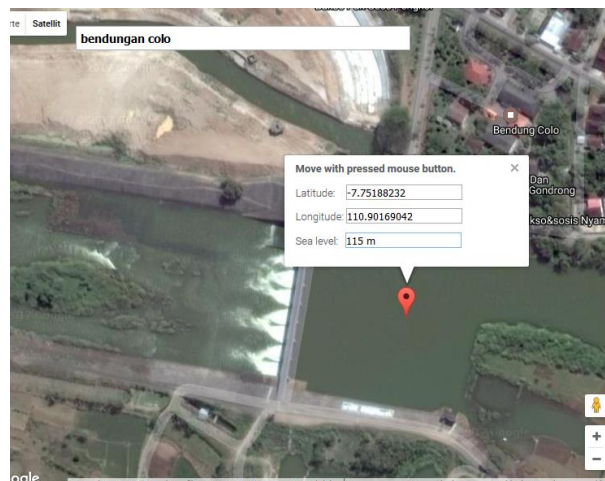 rte Satellit
bendungan colo
Bendung Colo
Move with pressed mouse button.
Dan
Gondrong
Latitude: -7.75188232
Longitude: 110.90169042
kso&sosis Nyam
Sea level: 115 m
+
−
ogle